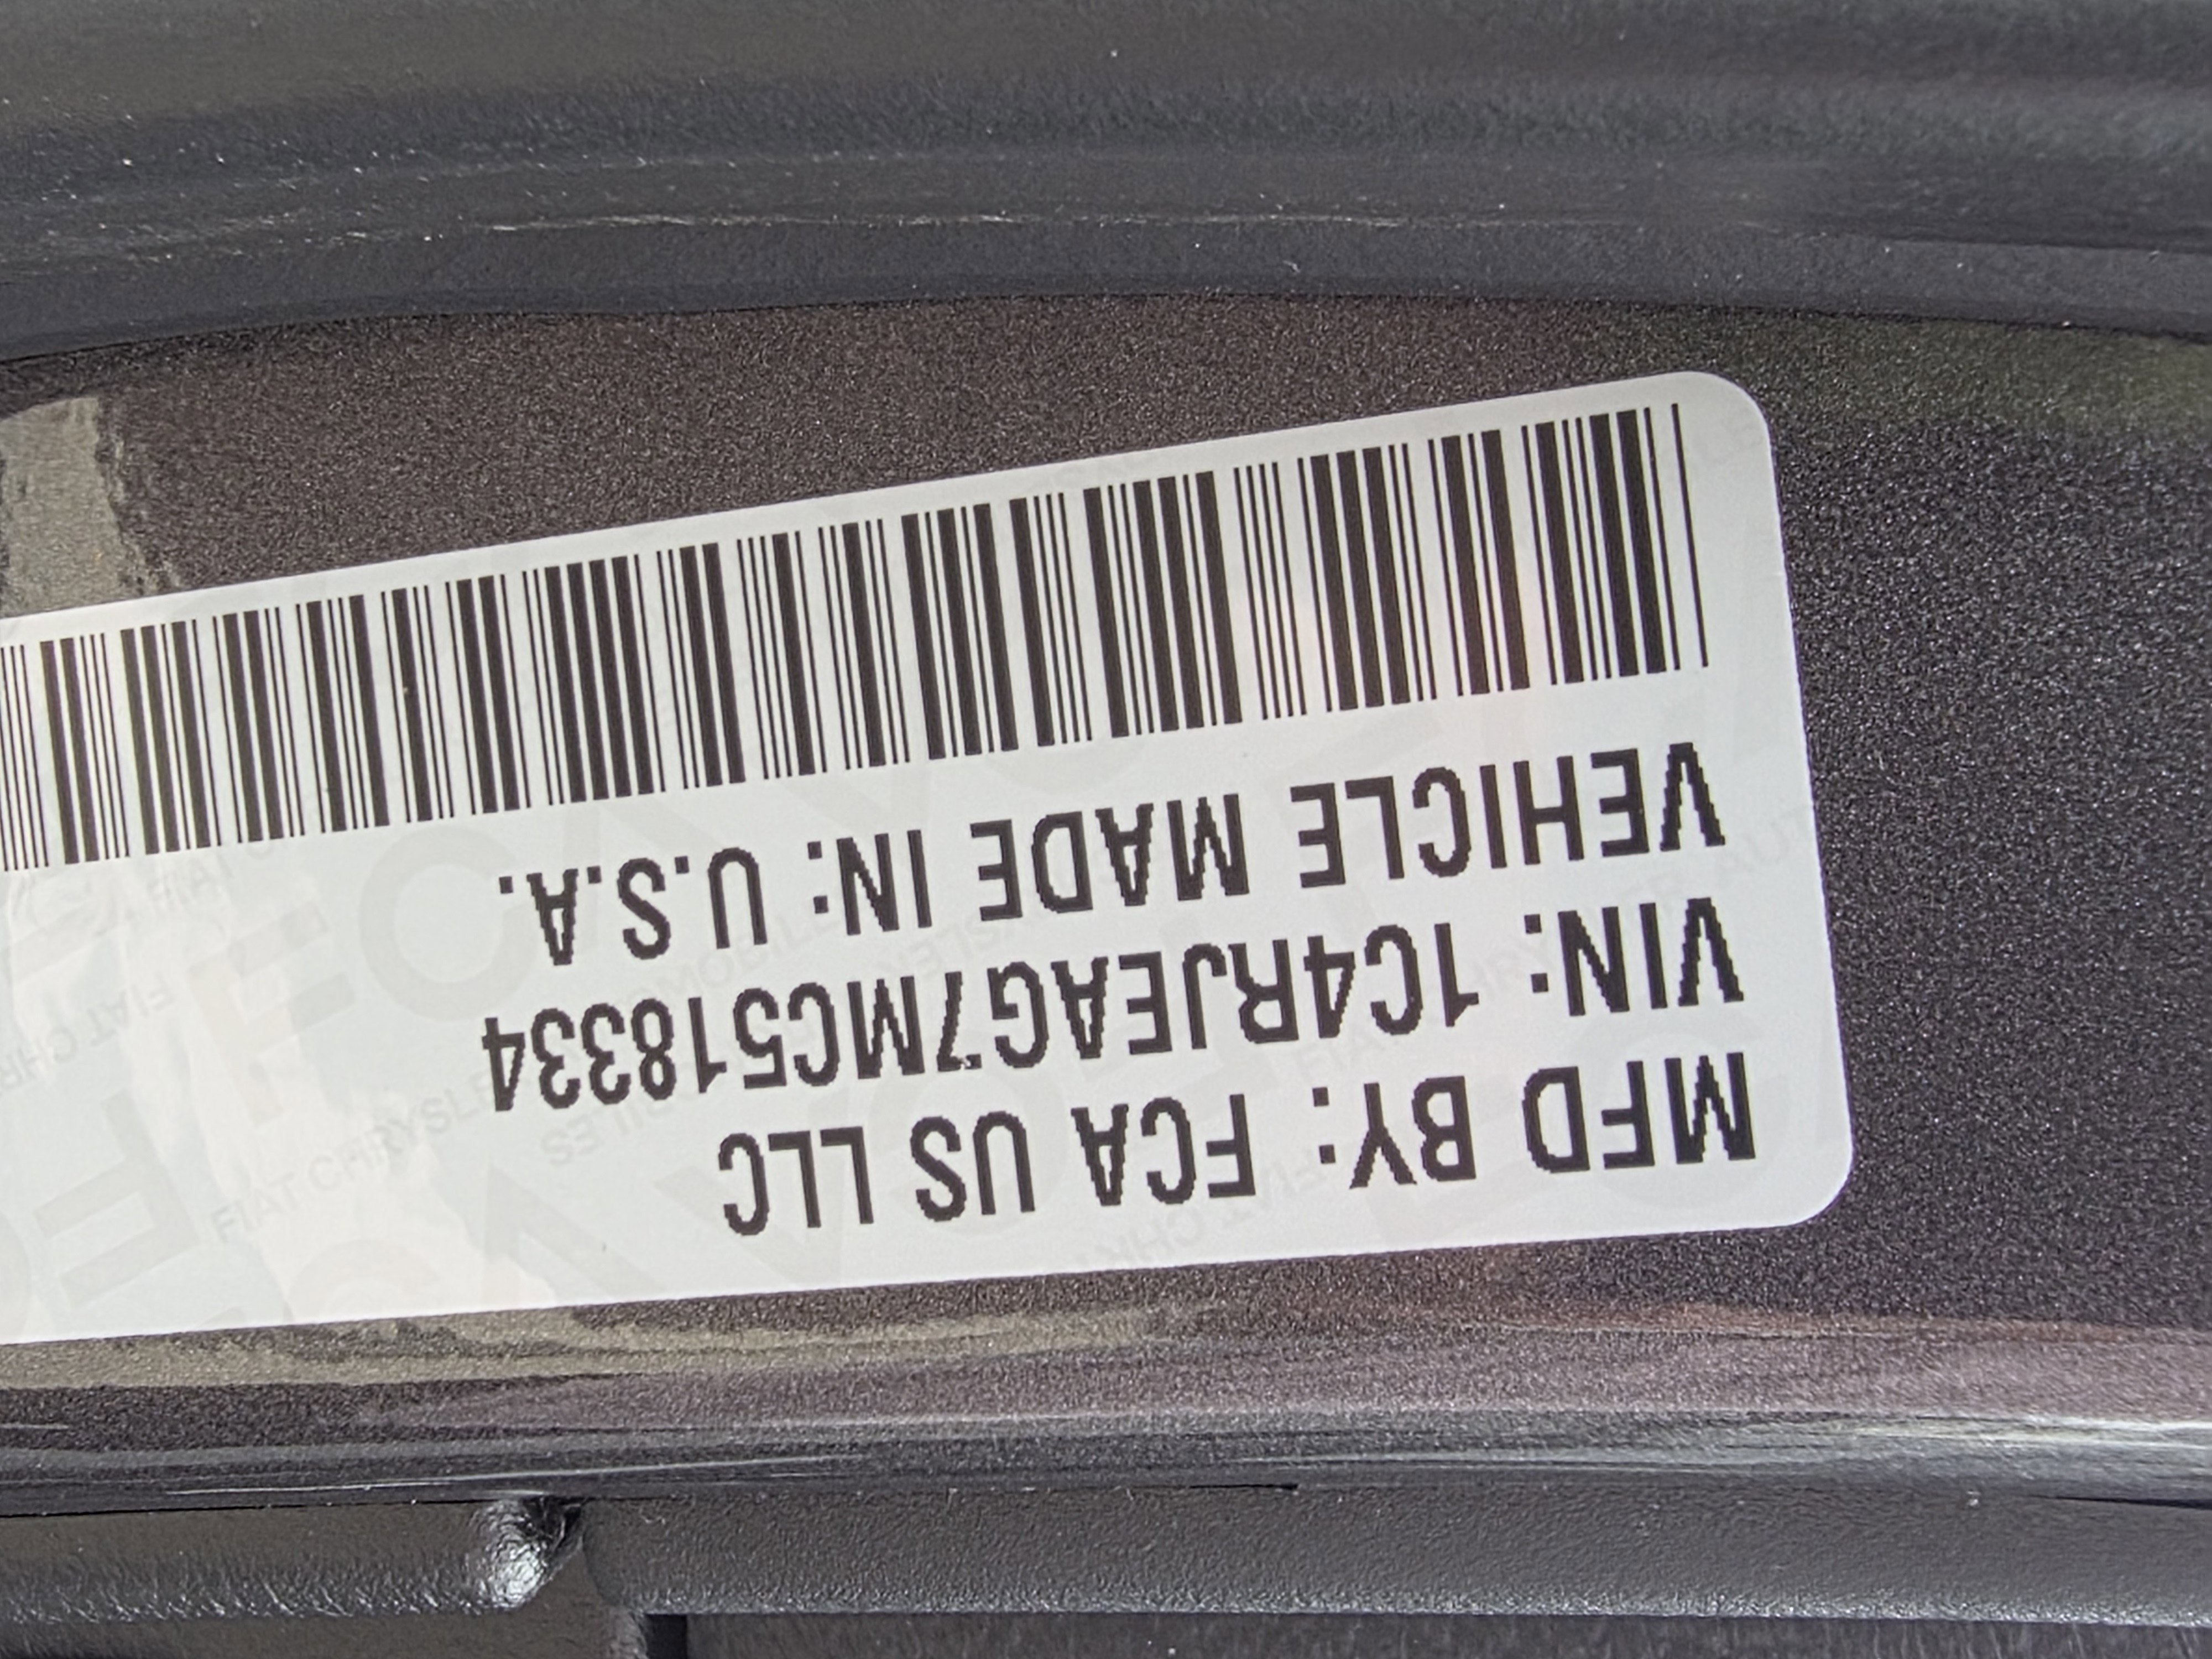 MFD BY: FCA US LLC
VIN: 1C4RJEAG7MC518334
VEHICLE MADE IN: U.S.A.